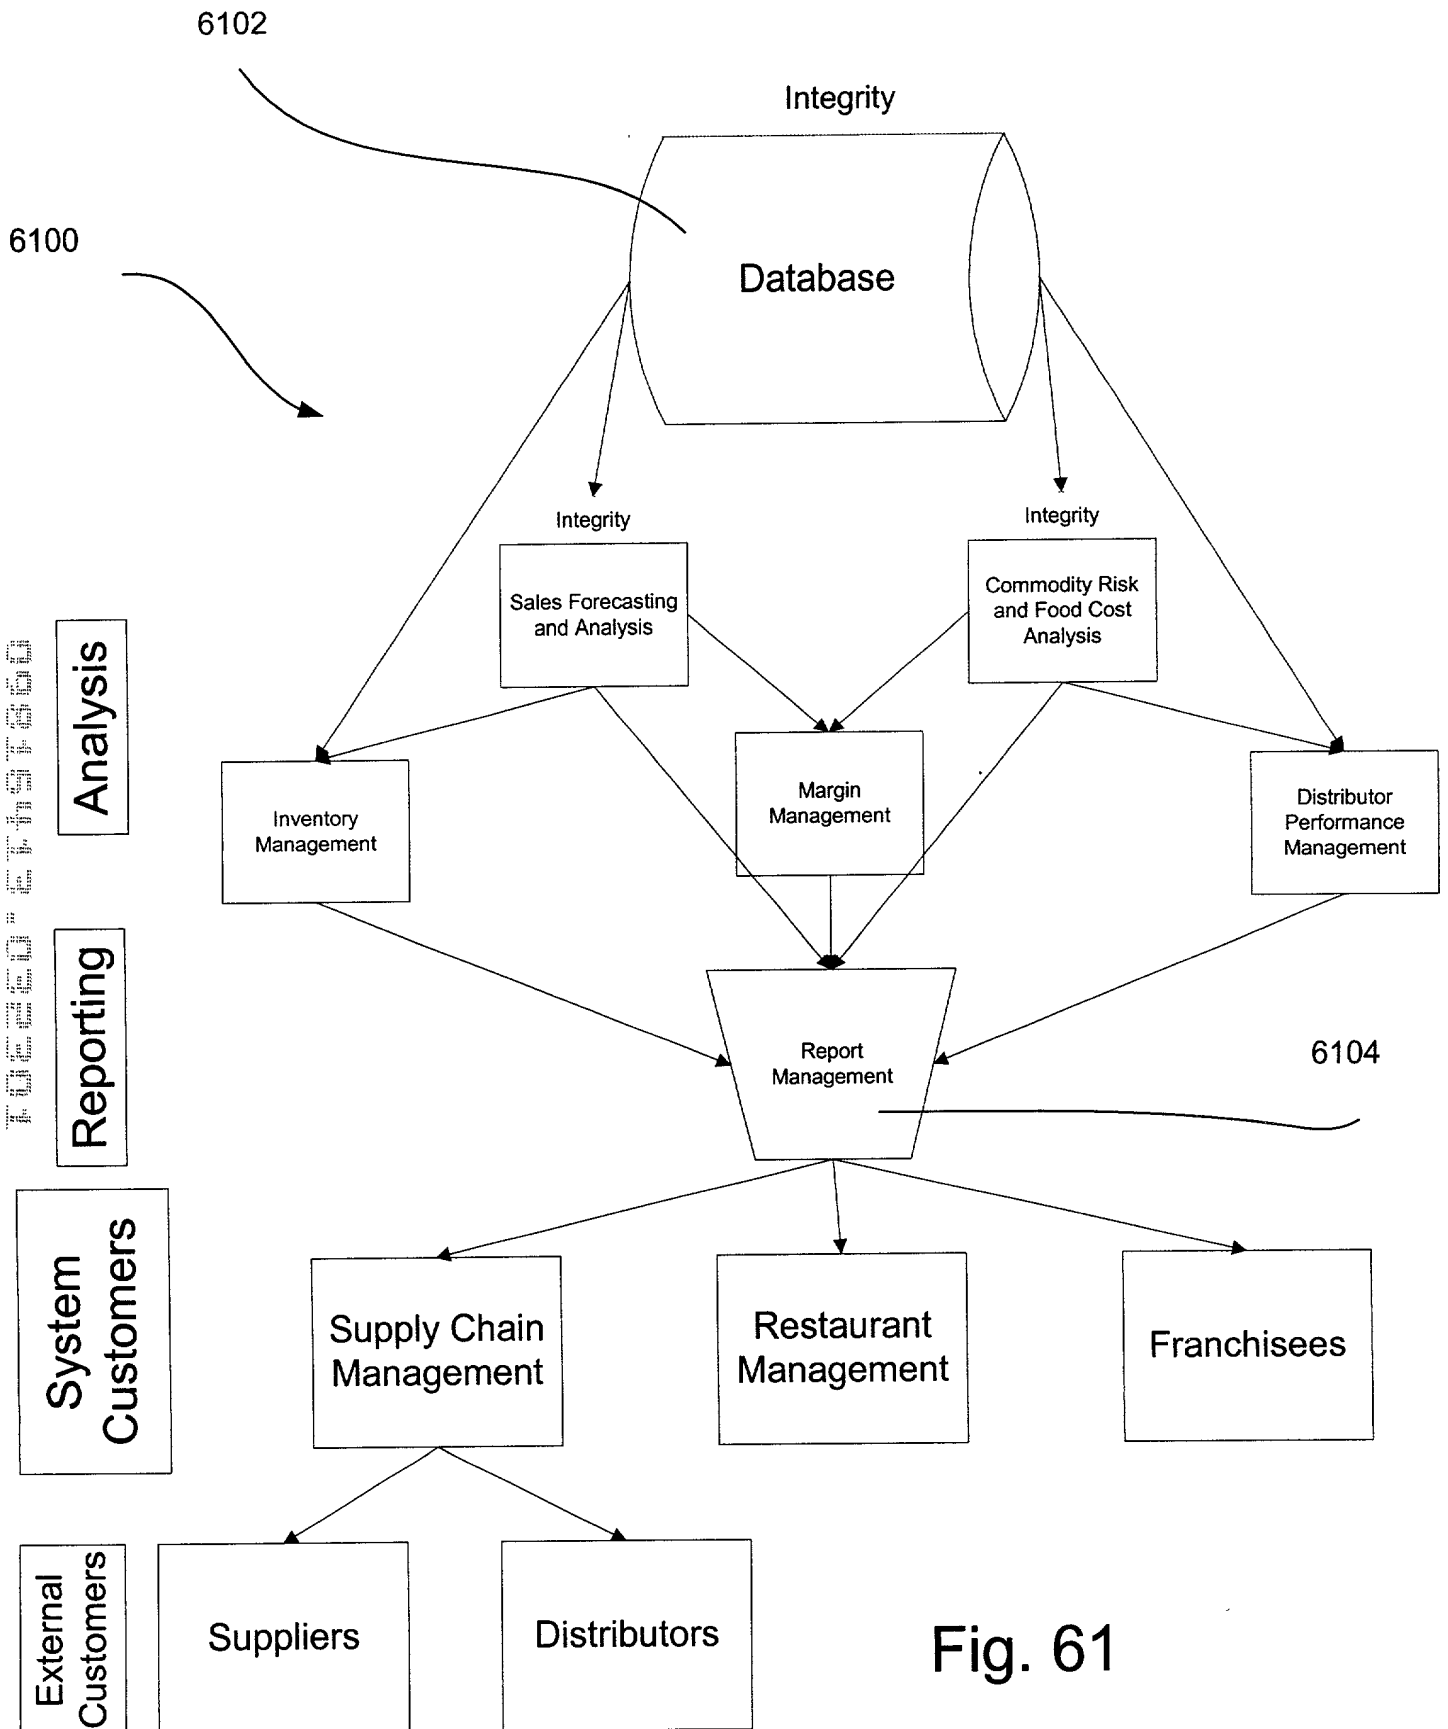 6102
Integrity
6100
Database
Integrity
Integrity
Sales Forecasting
and Analysis
Commodity Risk
and Food Cost
Analysis
Analysis
Inventory
Management
Margin
Management
Distributor
Performance
Management
Reporting
Report
Management
6104
System
Customers
Supply Chain
Management
Restaurant
Management
Franchisees
External
Customers
Suppliers
Distributors
Fig. 61